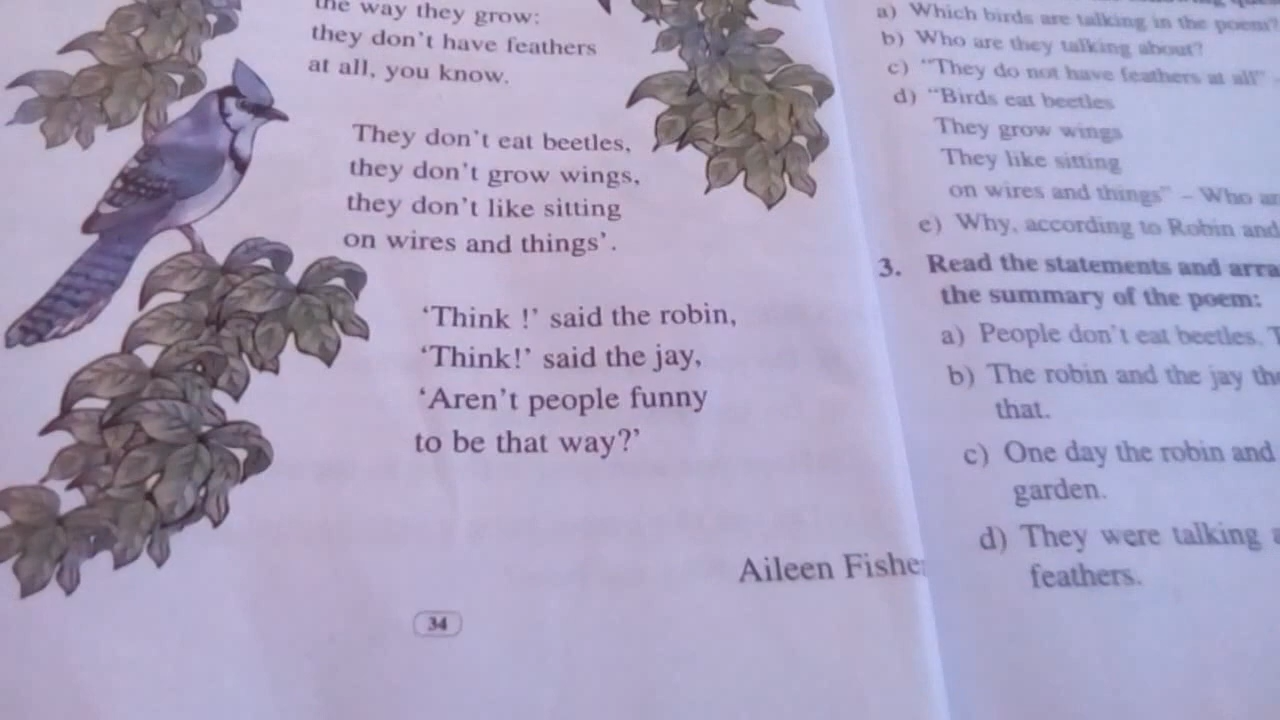 the way they grow:
they don't have feathers
at all, you know.
They don't eat beetles,
they don't grow wings,
they don't like sitting
on wires and things'.
'Think !' said the robin,
'Think!' said the jay,
'Aren't people funny
to be that way?'
Aileen Fisher
34
a) Which birds are talking in the poem?
b) Who are they talking about?
c) "They do not have feathers at all" -
d) "Birds eat beetles
They grow wings
They like sitting
on wires and things" – Who
e) Why, according to Robin and
3. Read the statements and
the summary of the poem:
a) People don't eat beetles.
b) The robin and the jay
that.
c) One day the robin and
garden.
d) They were talking
feathers.